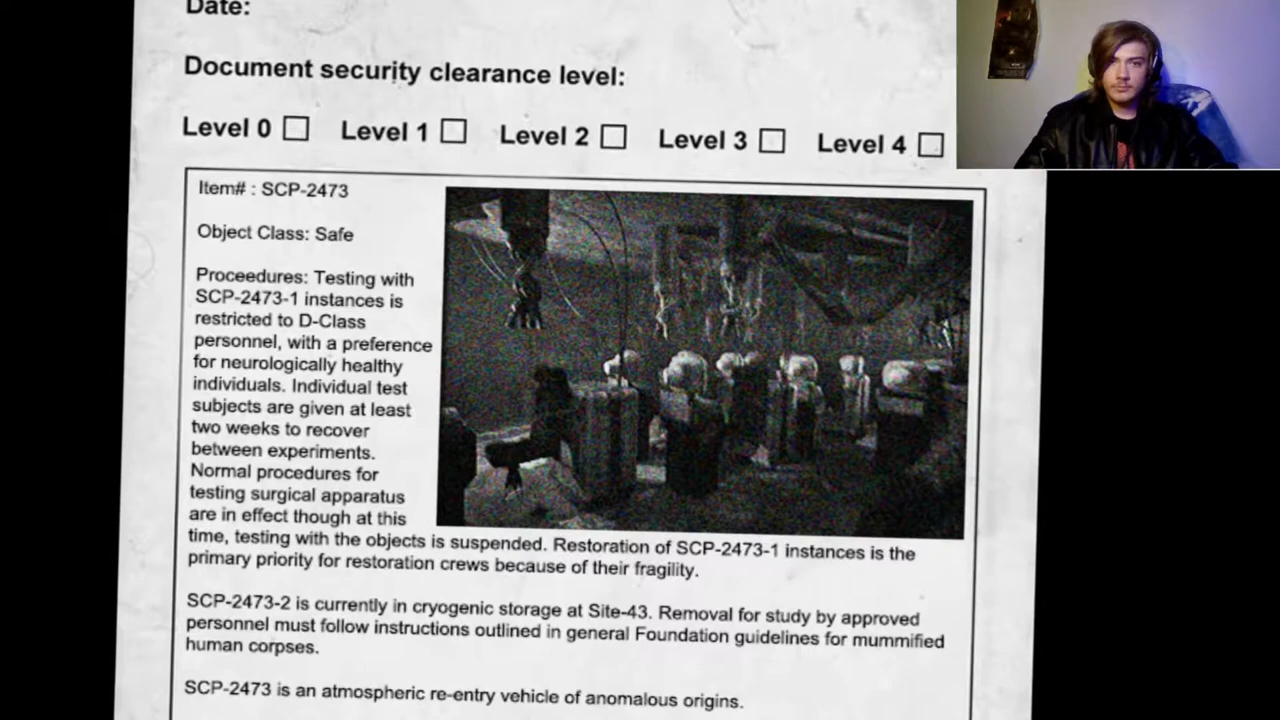 Date:
Document security clearance level:
Level 0 Level 1 Level 2 Level 3 Level 4
Item# : SCP-2473
Object Class: Safe
Proceedures: Testing with
SCP-2473-1 instances is
restricted to D-Class
personnel, with a preference
for neurologically healthy
individuals. Individual test
subjects are given at least
two weeks to recover
between experiments.
Normal procedures for
testing surgical apparatus
are in effect though at this
time, testing with the objects is suspended. Restoration of SCP-2473-1 instances is the
primary priority for restoration crews because of their fragility.
SCP-2473-2 is currently in cryogenic storage at Site-43. Removal for study by approved
personnel must follow instructions outlined in general Foundation guidelines for mummified
human corpses.
SCP-2473 is an atmospheric re-entry vehicle of anomalous origins.